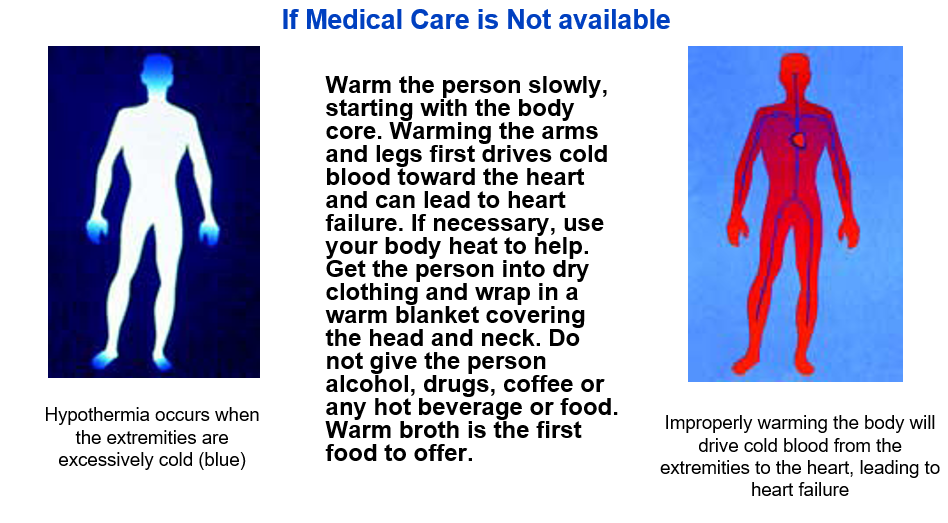 If Medical Care is Not available
Warm the person slowly,
starting with the body
core. Warming the arms
and legs first drives cold
blood toward the heart
and can lead to heart
failure. If necessary, use
your body heat to help.
Get the person into dry
clothing and wrap in a
warm blanket covering
the head and neck. Do
not give the person
alcohol, drugs, coffee or
any hot beverage or food.
Warm broth is the first
food to offer.
Hypothermia occurs when
the extremities are
excessively cold (blue)
Improperly warming the body will
drive cold blood from the
extremities to the heart, leading to
heart failure